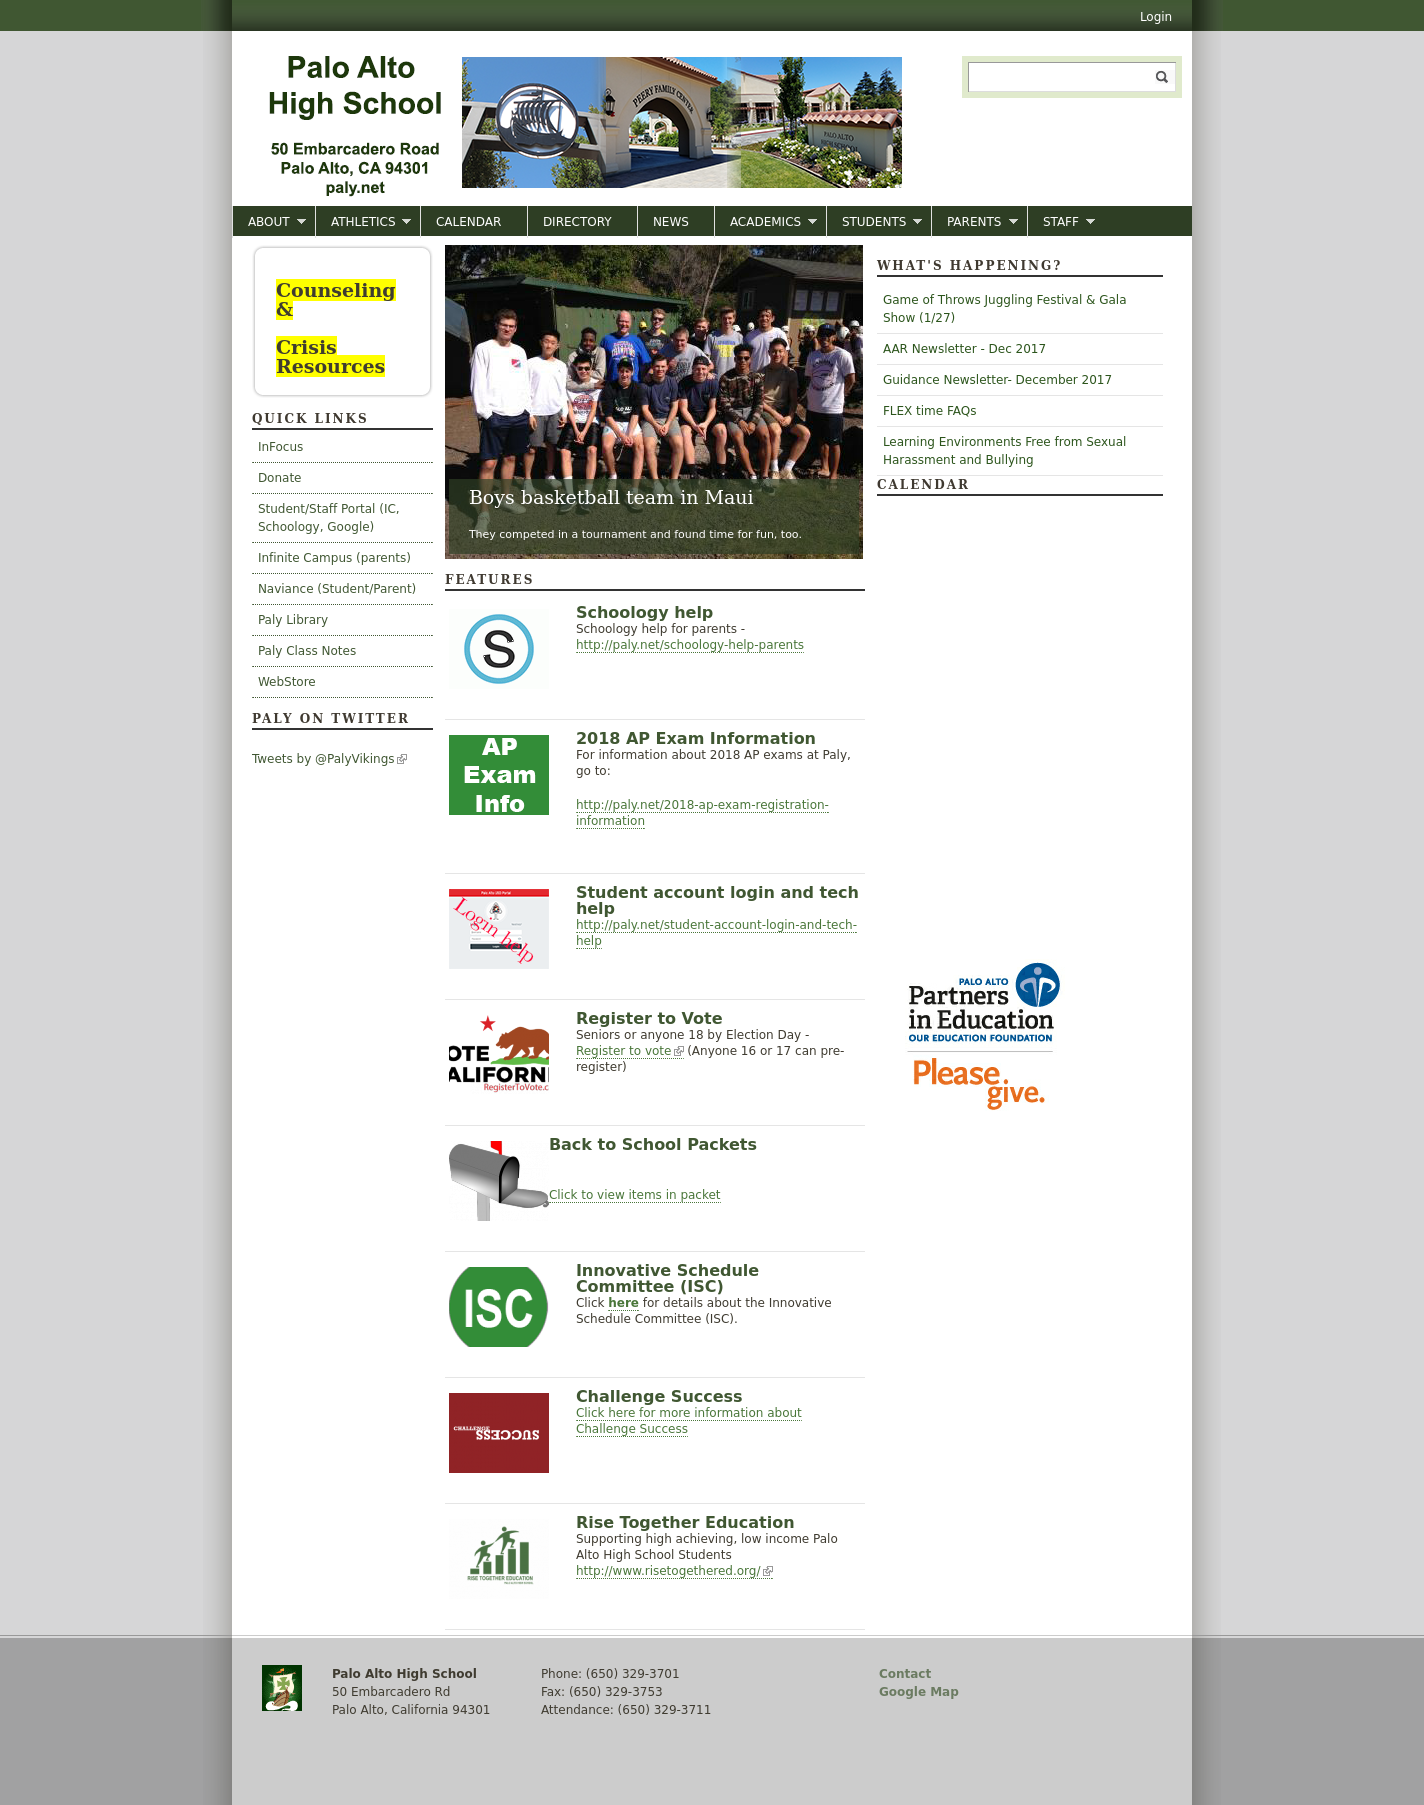 Login
Palo Alto
High School
50 Embarcadero Road
Palo Alto, CA 94301
paly.net
PEERY FAMILY CENTER
PALO ALTO
HIGH SCHOOL
ABOUT
ATHLETICS
CALENDAR
DIRECTORY
NEWS
ACADEMICS
STUDENTS
PARENTS
STAFF
Counseling
&
Crisis
Resources
QUICK LINKS
InFocus
Donate
Student/Staff Portal (IC,
Schoology, Google)
Infinite Campus (parents)
Naviance (Student/Parent)
Paly Library
Paly Class Notes
WebStore
PALY ON TWITTER
Tweets by @PalyVikings
Boys basketball team in Maui
They competed in a tournament and found time for fun, too.
FEATURES
S
Schoology help
Schoology help for parents -
http://paly.net/schoology-help-parents
AP
Exam
Info
2018 AP Exam Information
For information about 2018 AP exams at Paly,
go to:
http://paly.net/2018-ap-exam-registration-
information
Palo Alto USD Portal
Login help
Student account login and tech
help
http://paly.net/student-account-login-and-tech-
help
OTE
ALIFORN
RegisterToVote.c
Register to Vote
Seniors or anyone 18 by Election Day -
Register to vote (Anyone 16 or 17 can pre-
register)
Back to School Packets
Click to view items in packet
ISC
Innovative Schedule
Committee (ISC)
Click here for details about the Innovative
Schedule Committee (ISC).
CHALLENGE
SUCCESS
Challenge Success
Click here for more information about
Challenge Success
RISE TOGETHER EDUCATION
Rise Together Education
Supporting high achieving, low income Palo
Alto High School Students
http://www.risetogethered.org/
WHAT'S HAPPENING?
Game of Throws Juggling Festival & Gala
Show (1/27)
AAR Newsletter - Dec 2017
Guidance Newsletter- December 2017
FLEX time FAQs
Learning Environments Free from Sexual
Harassment and Bullying
CALENDAR
PALO ALTO
Partners
in Education
OUR EDUCATION FOUNDATION
Please
give.
Palo Alto High School
50 Embarcadero Rd
Palo Alto, California 94301
Phone: (650) 329-3701
Fax: (650) 329-3753
Attendance: (650) 329-3711
Contact
Google Map